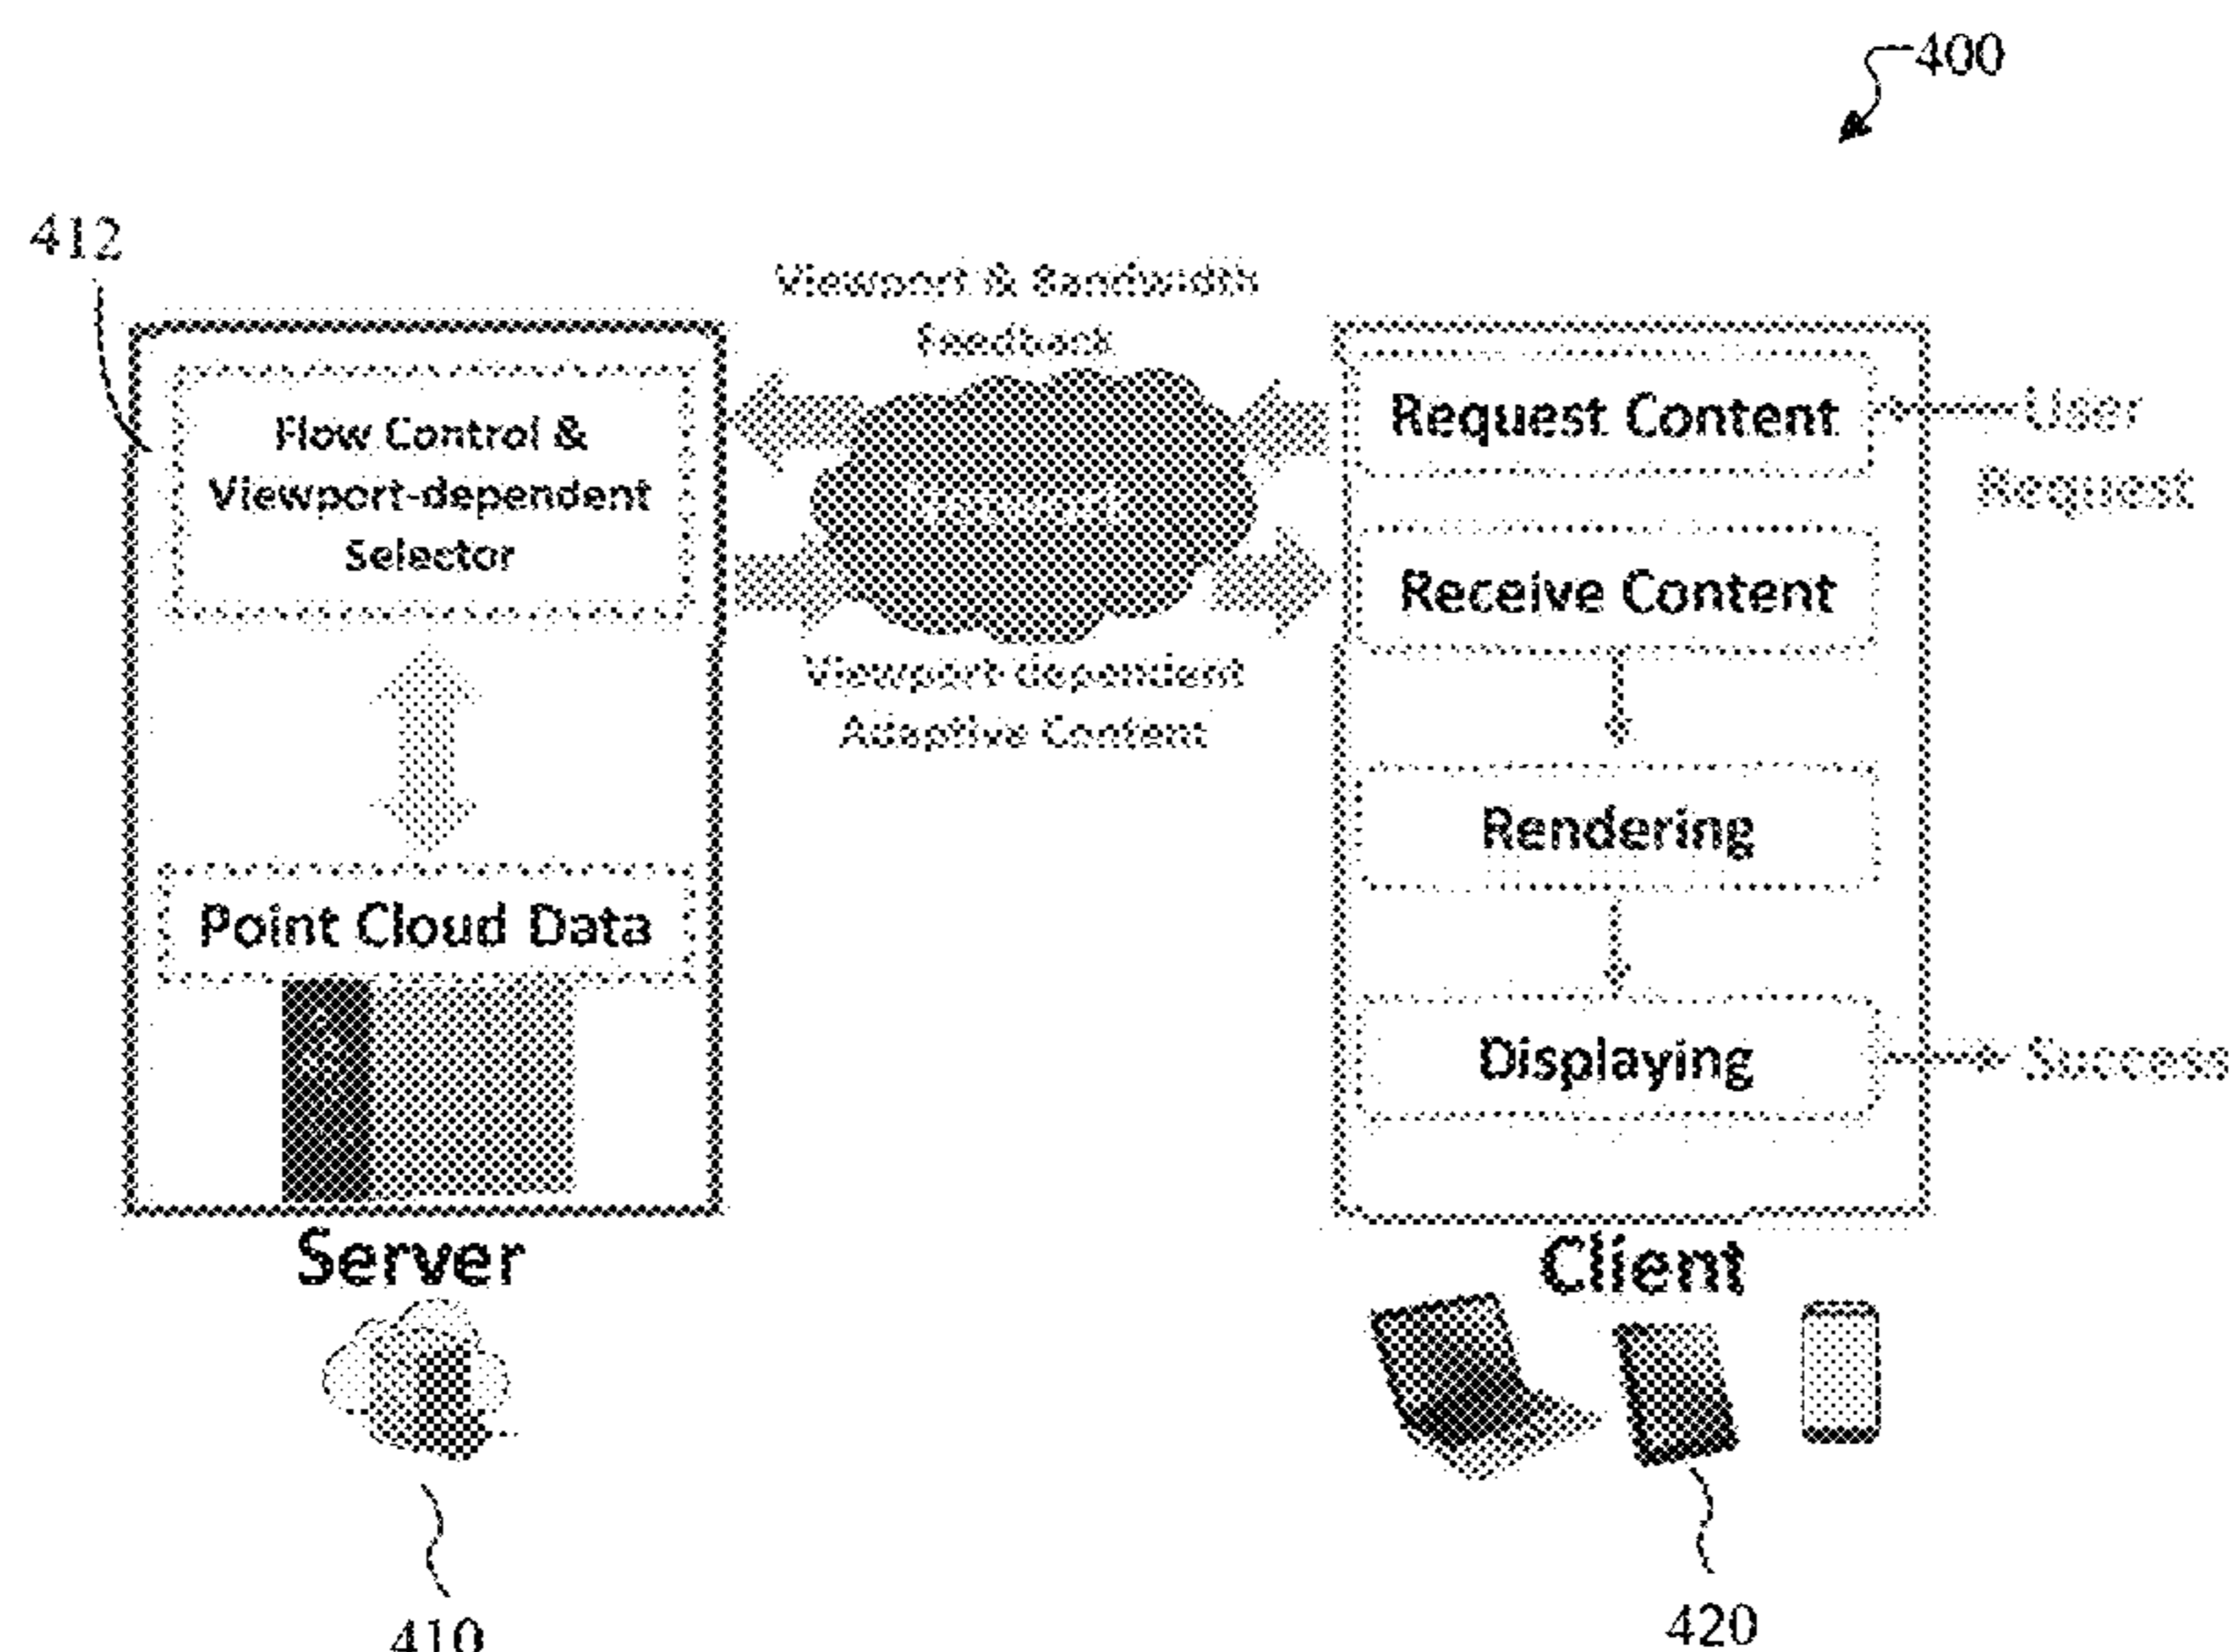 400
412
Viewport & Bandwidth
Feedback
Flow Control &
Viewport-dependent
Selector
Request Content
User
Request
Receive Content
Viewport-dependent
Adaptive Content
Rendering
Point Cloud Data
Displaying
Success
Server
Client
410
420